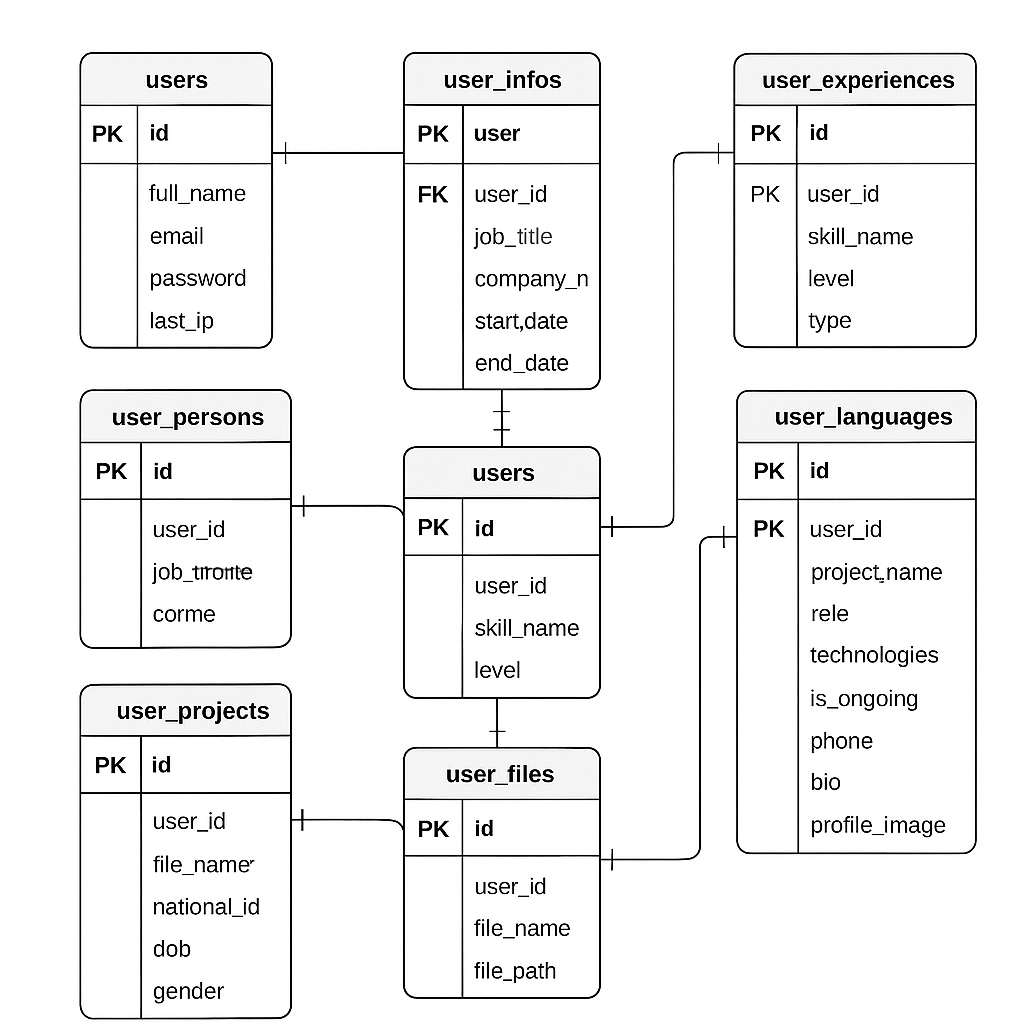 users
PK id
full_name
email
password
last_ip
user_infos
PK user
FK user_id
job_title
company_n
start,date
end_date
user_experiences
PK id
PK user_id
skill_name
level
type
user_persons
PK id
user_id
corme
users
PK id
user_id
skill_name
level
user_languages
PK id
PK user_id
project,name
rele
technologies
is_ongoing
phone
bio
profile_image
user_projects
PK id
user_id
file_name
national_id
dob
gender
user_files
PK id
user_id
file_name
file_path